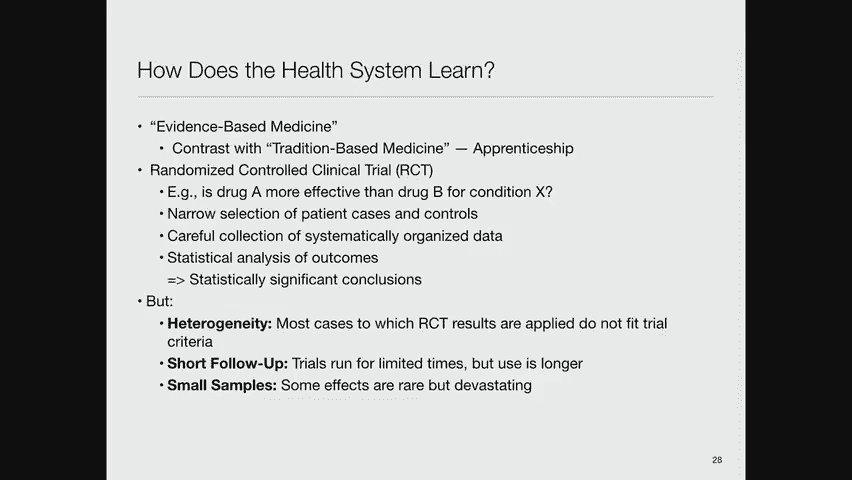 How Does the Health System Learn?
• “Evidence-Based Medicine”
• Contrast with “Tradition-Based Medicine” — Apprenticeship
• Randomized Controlled Clinical Trial (RCT)
• E.g., is drug A more effective than drug B for condition X?
• Narrow selection of patient cases and controls
• Careful collection of systematically organized data
• Statistical analysis of outcomes
=> Statistically significant conclusions
• But:
• Heterogeneity: Most cases to which RCT results are applied do not fit trial
criteria
• Short Follow-Up: Trials run for limited times, but use is longer
• Small Samples: Some effects are rare but devastating
28